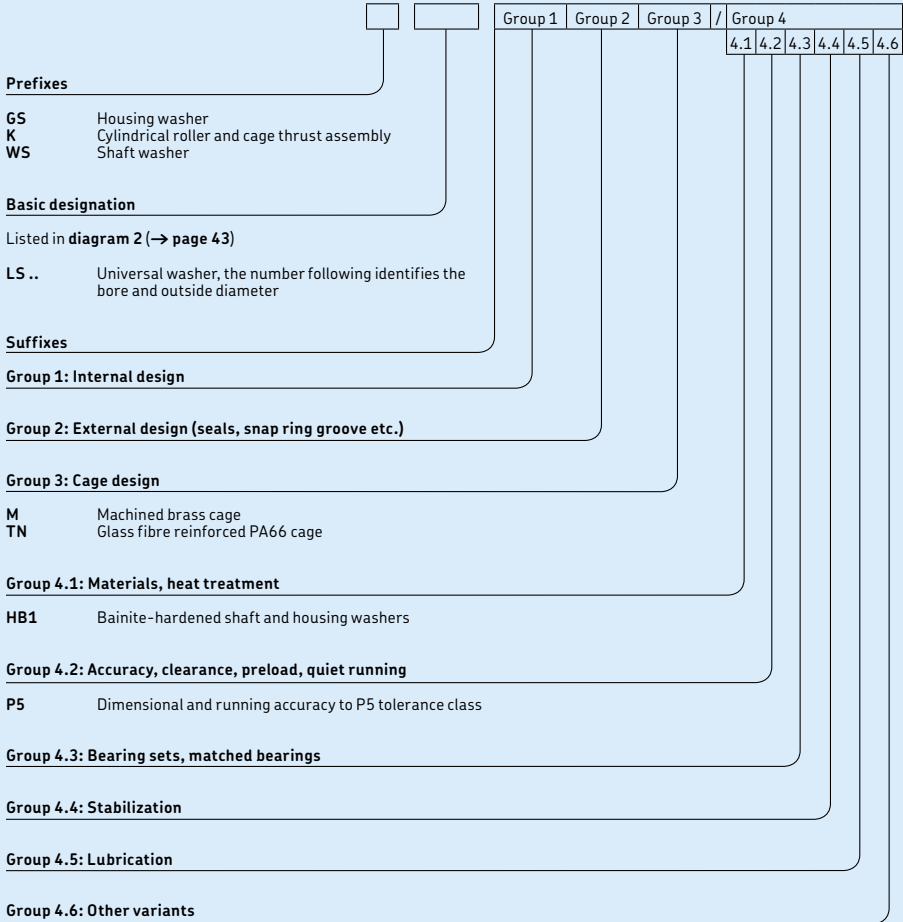 Group 1 Group 2 Group 3 / Group 4
4.1 4.2 4.3 4.4 4.5 4.6
Prefixes
GS Housing washer
K Cylindrical roller and cage thrust assembly
WS Shaft washer
Basic designation
Listed in diagram 2 (→ page 43)
LS .. Universal washer, the number following identifies the
bore and outside diameter
Suffixes
Group 1: Internal design
Group 2: External design (seals, snap ring groove etc.)
Group 3: Cage design
M Machined brass cage
TN Glass fibre reinforced PA66 cage
Group 4.1: Materials, heat treatment
HB1 Bainite-hardened shaft and housing washers
Group 4.2: Accuracy, clearance, preload, quiet running
P5 Dimensional and running accuracy to P5 tolerance class
Group 4.3: Bearing sets, matched bearings
Group 4.4: Stabilization
Group 4.5: Lubrication
Group 4.6: Other variants